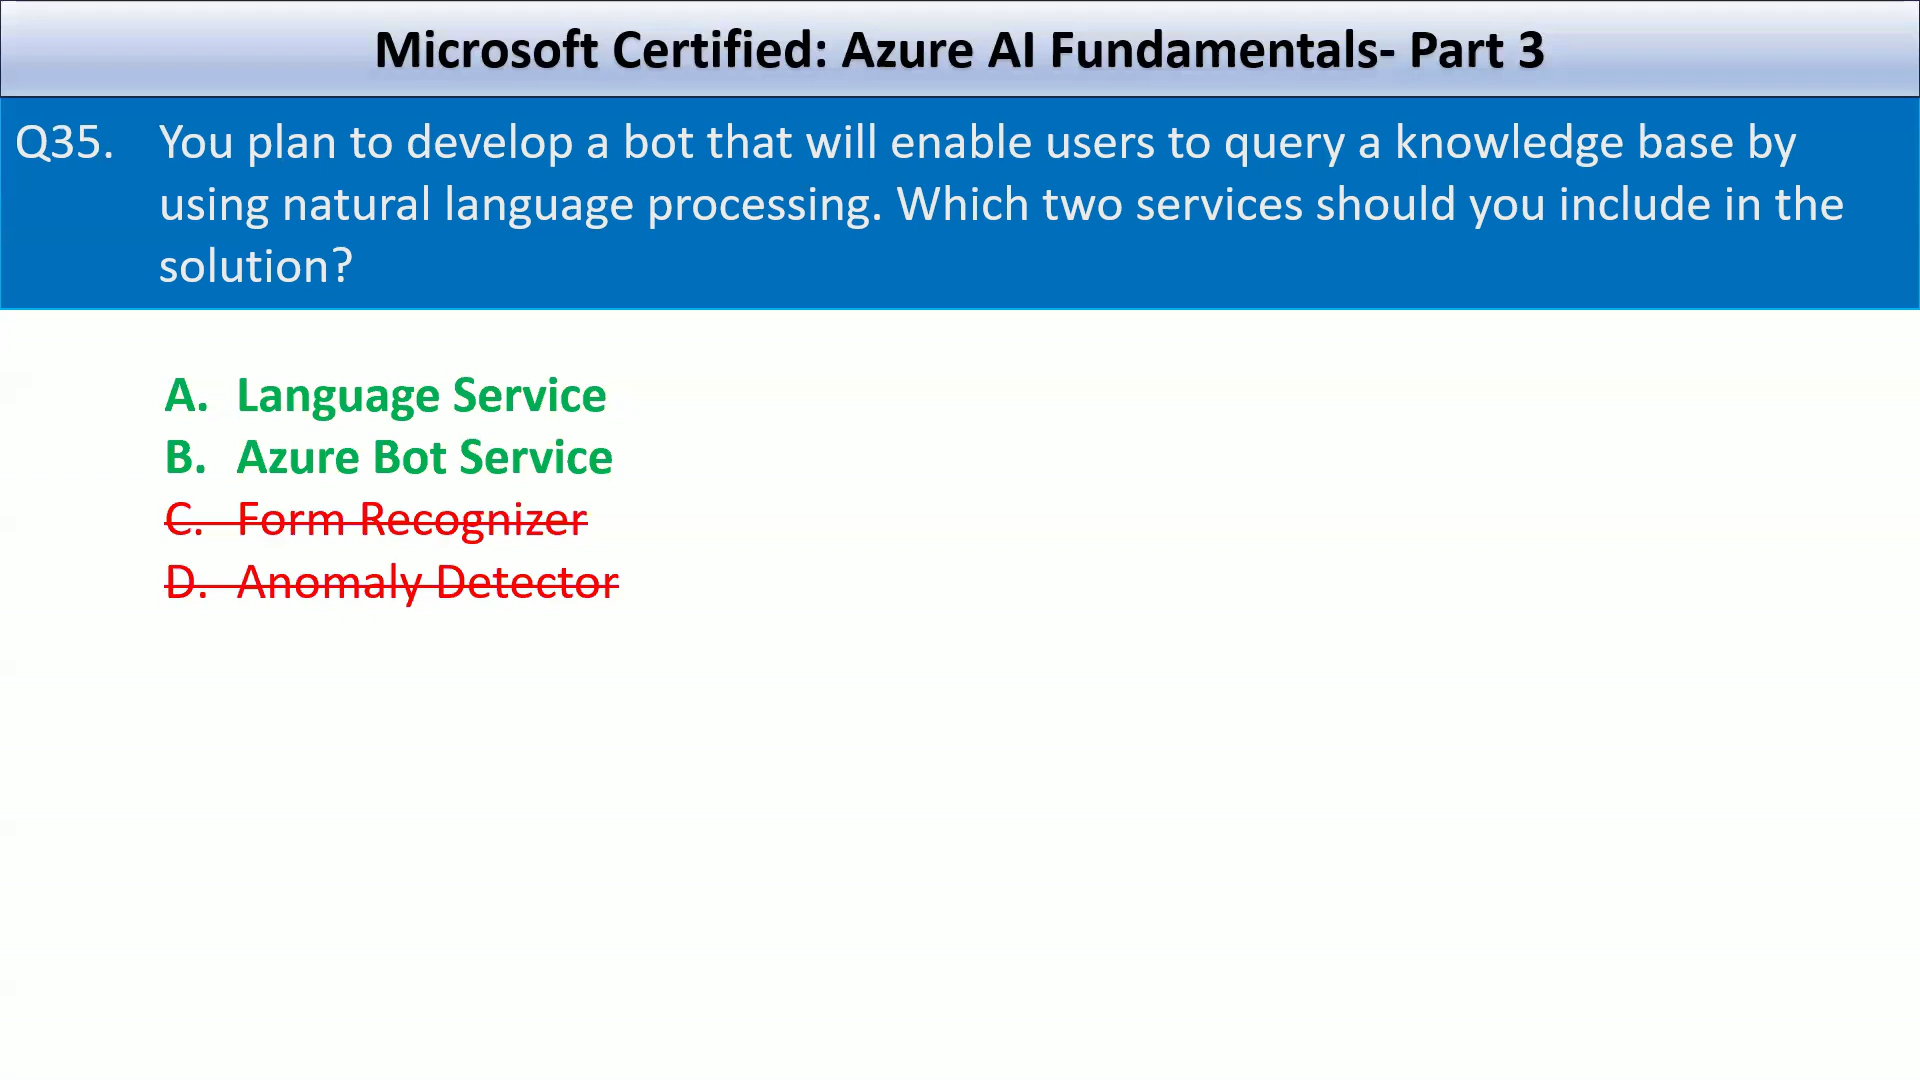 Microsoft Certified: Azure AI Fundamentals- Part 3
Q35. You plan to develop a bot that will enable users to query a knowledge base by
using natural language processing. Which two services should you include in the
solution?
A. Language Service
B. Azure Bot Service
C. Form Recognizer
D. Anomaly Detector